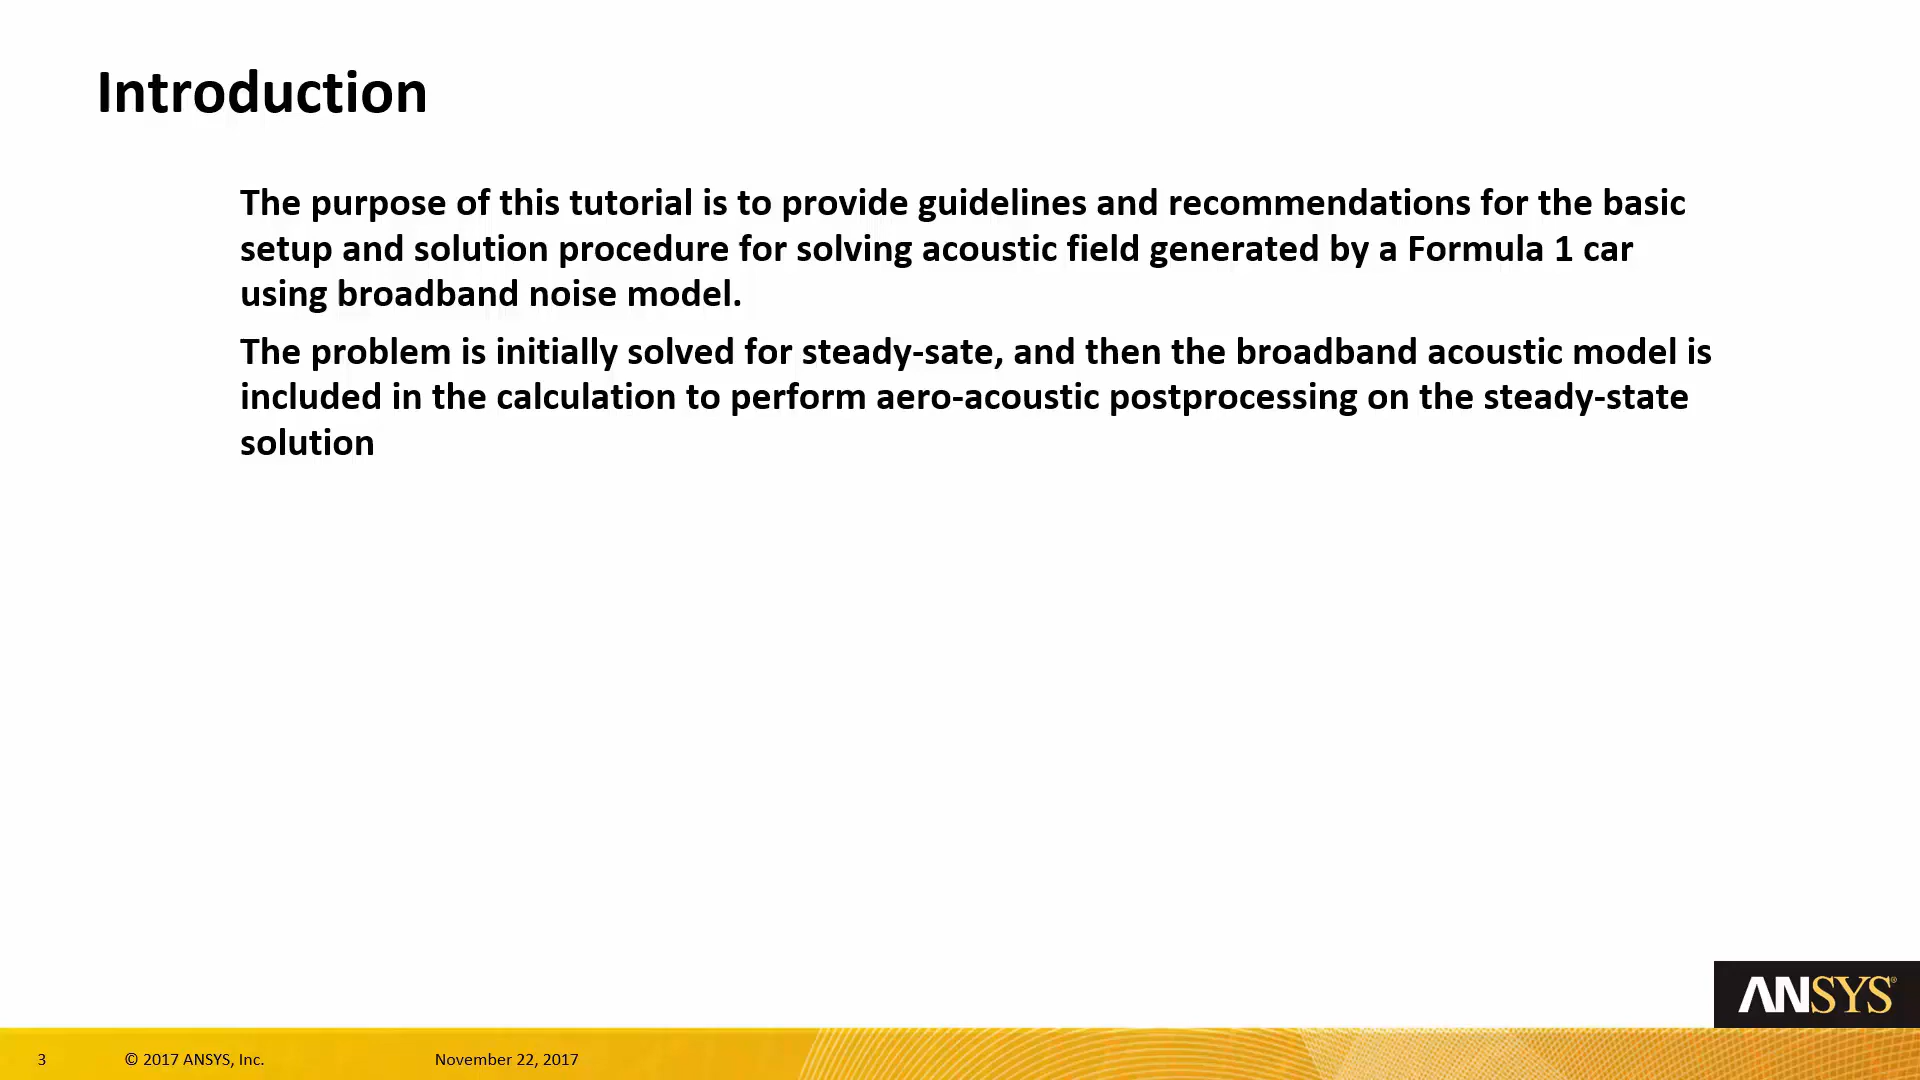 Introduction
The purpose of this tutorial is to provide guidelines and recommendations for the basic
setup and solution procedure for solving acoustic field generated by a Formula 1 car
using broadband noise model.
The problem is initially solved for steady-sate, and then the broadband acoustic model is
included in the calculation to perform aero-acoustic postprocessing on the steady-state
solution
ANSYS®
3 © 2017 ANSYS, Inc. November 22, 2017